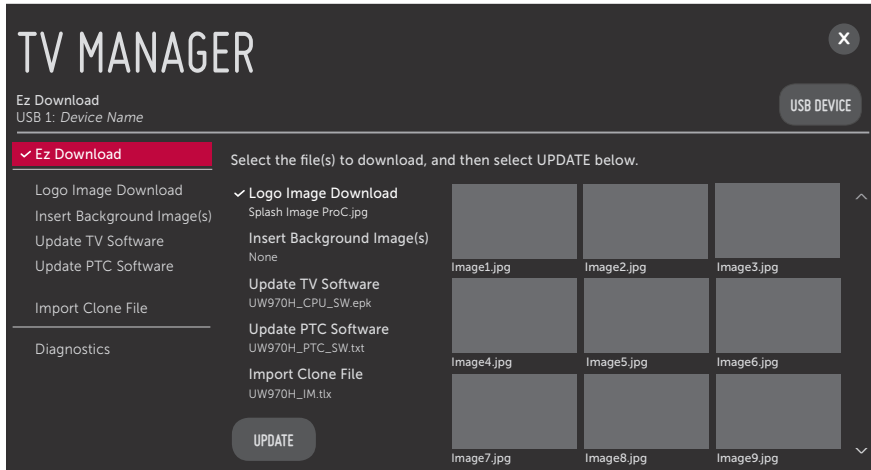 TV MANAGER
X
Ez Download
USB 1: Device Name
USB DEVICE
Ez Download
Logo Image Download
Insert Background Image(s)
Update TV Software
Update PTC Software
Import Clone File
Diagnostics
Select the file(s) to download, and then select UPDATE below.
Logo Image Download
Splash Image ProC.jpg
Insert Background Image(s)
None
Update TV Software
UW970H_CPU_SW.epk
Update PTC Software
UW970H_PTC_SW.txt
Import Clone File
UW970H_IM.tlx
UPDATE
Image1.jpg
Image2.jpg
Image3.jpg
Image4.jpg
Image5.jpg
Image6.jpg
Image7.jpg
Image8.jpg
Image9.jpg